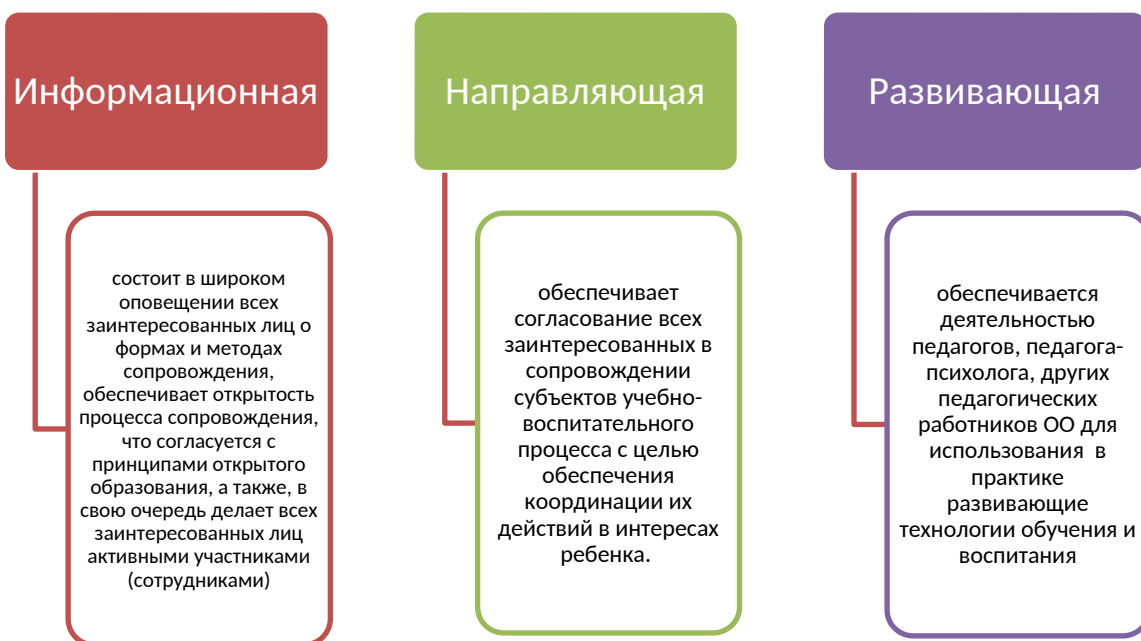 Информационная
состоит в широком
оповещении всех
заинтересованных лиц о
формах и методах
сопровождения,
обеспечивает открытость
процесса сопровождения,
что согласуется с
принципами открытого
образования, а также, в
свою очередь делает всех
заинтересованных лиц
активными участниками
(сотрудниками)
Направляющая
обеспечивает
согласование всех
заинтересованных в
сопровождении
субъектов учебно-
воспитательного
процесса с целью
обеспечения
координации их
действий в интересах
ребенка.
Развивающая
обеспечивается
деятельностью
педагогов, педагога-
психолога, других
педагогических
работников ОО для
использования в
практике
развивающие
технологии обучения и
воспитания